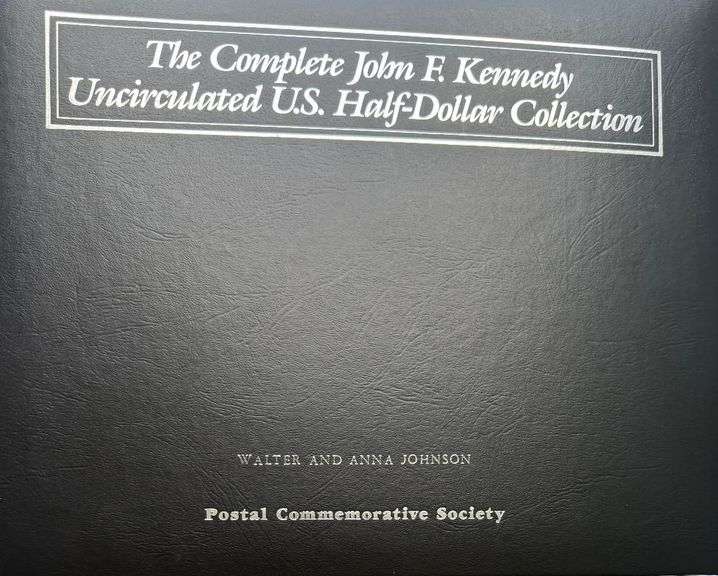 The Complete John F. Kennedy
Uncirculated U.S. Half-Dollar Collection
WALTER AND ANNA JOHNSON
Postal Commemorative Society